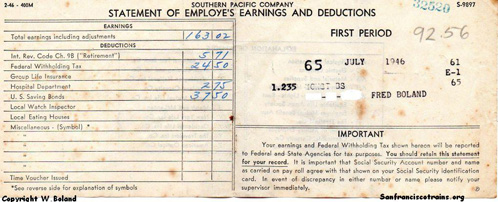 2-46 - 400M
SOUTHERN PACIFIC COMPANY
32520
S-9897
STATEMENT OF EMPLOYE'S EARNINGS AND DEDUCTIONS
EARNINGS
Total earnings including adjustments 163 02
DEDUCTIONS
Int. Rev. Code Ch. 9B ("Retirement") 5 71
Federal Withholding Tax 24 50
Group Life Insurance
Hospital Department 2 75
U. S. Saving Bonds 37 50
Local Watch Inspector
Local Eating Houses
Miscellaneous - (Symbol) *
" "
" "
" "
Time Voucher Issued
*See reverse side for explanation of symbols
FIRST PERIOD
92.56
65 JULY 1946 61
E-1
65
1.235
" "
FRED BOLAND
IMPORTANT
Your earnings and Federal Withholding Tax shown hereon will be reported
to Federal and State Agencies for tax purposes. You should retain this statement
for your record. It is important that Social Security Account number and name
as carried on pay roll agree with that shown on your Social Security Identification
card. In event of discrepancy in either number or name please notify your
supervisor immediately.
Copyright W. Boland
Sanfranciscotrains.org